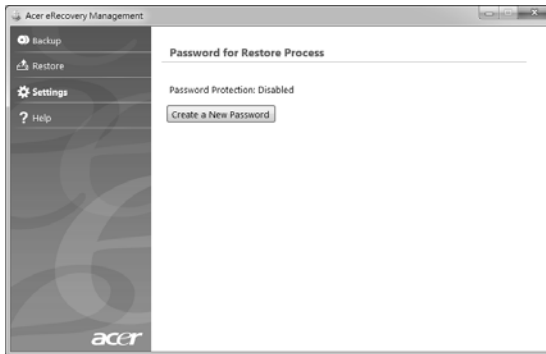 Acer eRecovery Management
Backup
Restore
Settings
? Help
Password for Restore Process
Password Protection: Disabled
Create a New Password
acer